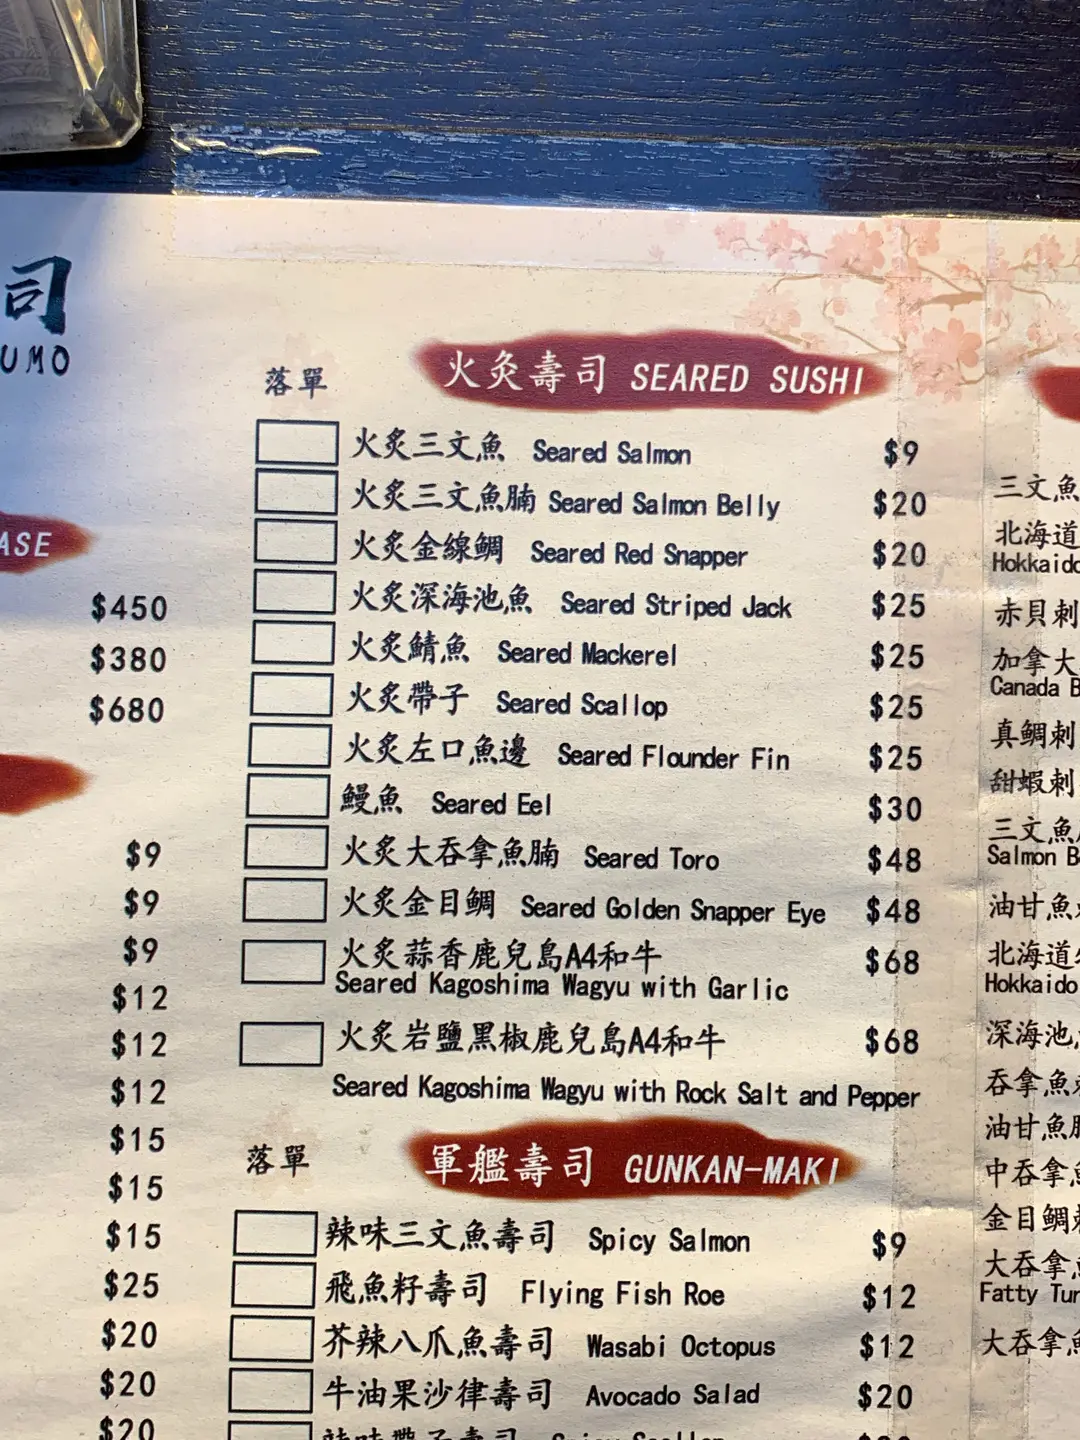 司
UMO
ASE
$450
$380
$680
$9
$9
$9
$12
$12
$12
$15
$15
$15
$25
$20
$20
$20
落單
火灸壽司 SEARED SUSHI
火炙三文魚 Seared Salmon $9
火炙三文魚腩 Seared Salmon Belly $20
火炙金線鯛 Seared Red Snapper $20
火炙深海池魚 Seared Striped Jack $25
火炙鯖魚 Seared Mackerel $25
火炙帶子 Seared Scallop $25
火炙左口魚邊 Seared Flounder Fin $25
鰻魚 Seared Eel $30
火炙大吞拿魚腩 Seared Toro $48
火炙金目鯛 Seared Golden Snapper Eye $48
火炙蒜香鹿兒島A4和牛 $68
Seared Kagoshima Wagyu with Garlic
火炙岩鹽黑椒鹿兒島A4和牛 $68
Seared Kagoshima Wagyu with Rock Salt and Pepper
落單
軍艦壽司 GUNKAN-MAKI
辣味三文魚壽司 Spicy Salmon $9
飛魚籽壽司 Flying Fish Roe $12
芥辣八爪魚壽司 Wasabi Octopus $12
牛油果沙律壽司 Avocado Salad $20
辣味帶子壽司 Spicy Scallop
三文魚
北海道
Hokkaido
赤貝刺
加拿大
Canada B
真鯛刺
甜蝦刺
三文魚
Salmon Be
油甘魚
北海道
Hokkaido
深海池
吞拿魚
油甘魚
中吞拿
金目鯛
大吞拿
Fatty Tun
大吞拿魚